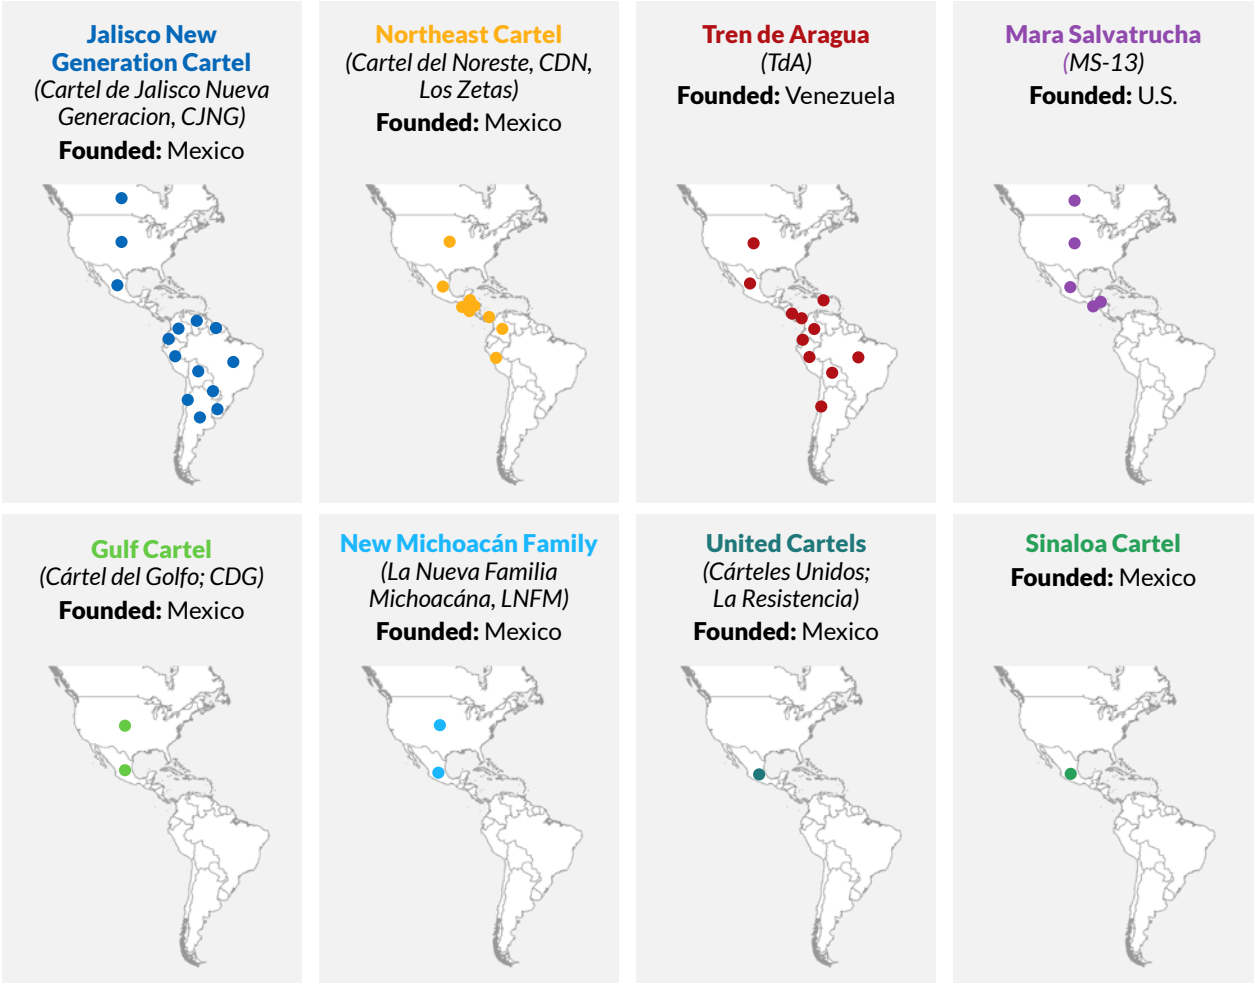 Jalisco New
Generation Cartel
(Cartel de Jalisco Nueva
Generacion, CJNG)
Founded: Mexico
Northeast Cartel
(Cartel del Noreste, CDN,
Los Zetas)
Founded: Mexico
Tren de Aragua
(TdA)
Founded: Venezuela
Mara Salvatrucha
(MS-13)
Founded: U.S.
Gulf Cartel
(Cártel del Golfo; CDG)
Founded: Mexico
New Michoacán Family
(La Nueva Familia
Michoacána, LNFM)
Founded: Mexico
United Cartels
(Cárteles Unidos;
La Resistencia)
Founded: Mexico
Sinaloa Cartel
Founded: Mexico